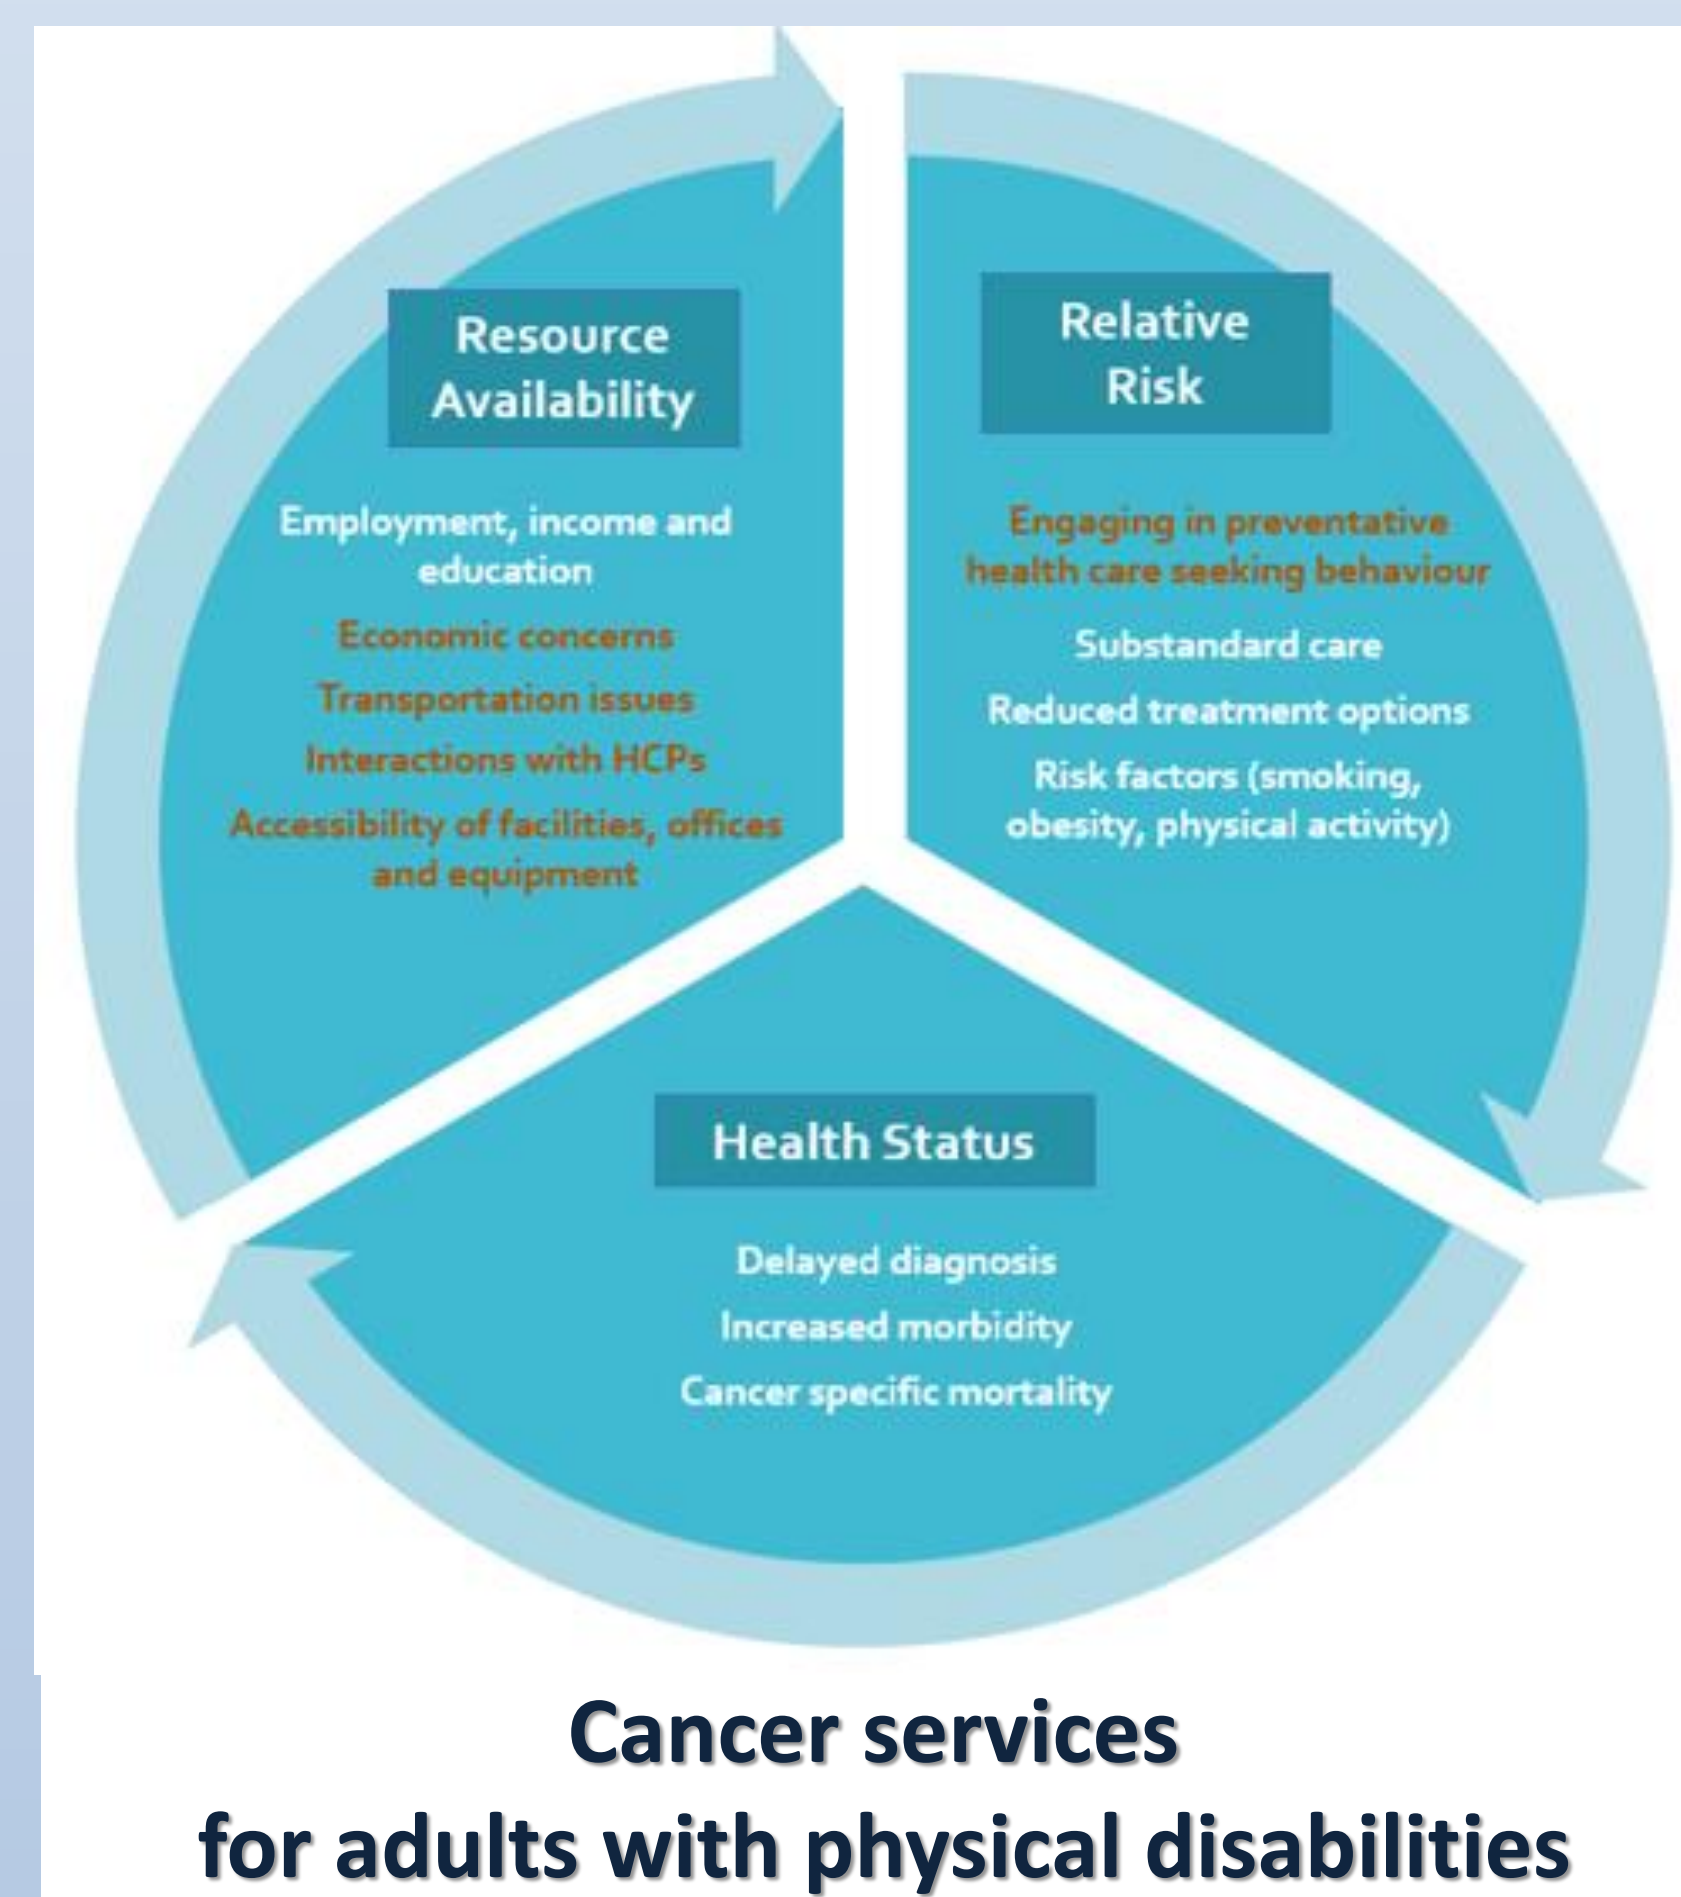 Resource
Availability
Employment, income and
education
Economic concerns
Transportation issues
Interactions with HCPs
Accessibility of facilities, offices
and equipment
Relative
Risk
Engaging in preventative
health care seeking behaviour
Substandard care
Reduced treatment options
Risk factors (smoking,
obesity, physical activity)
Health Status
Delayed diagnosis
Increased morbidity
Cancer specific mortality
Cancer services
for adults with physical disabilities